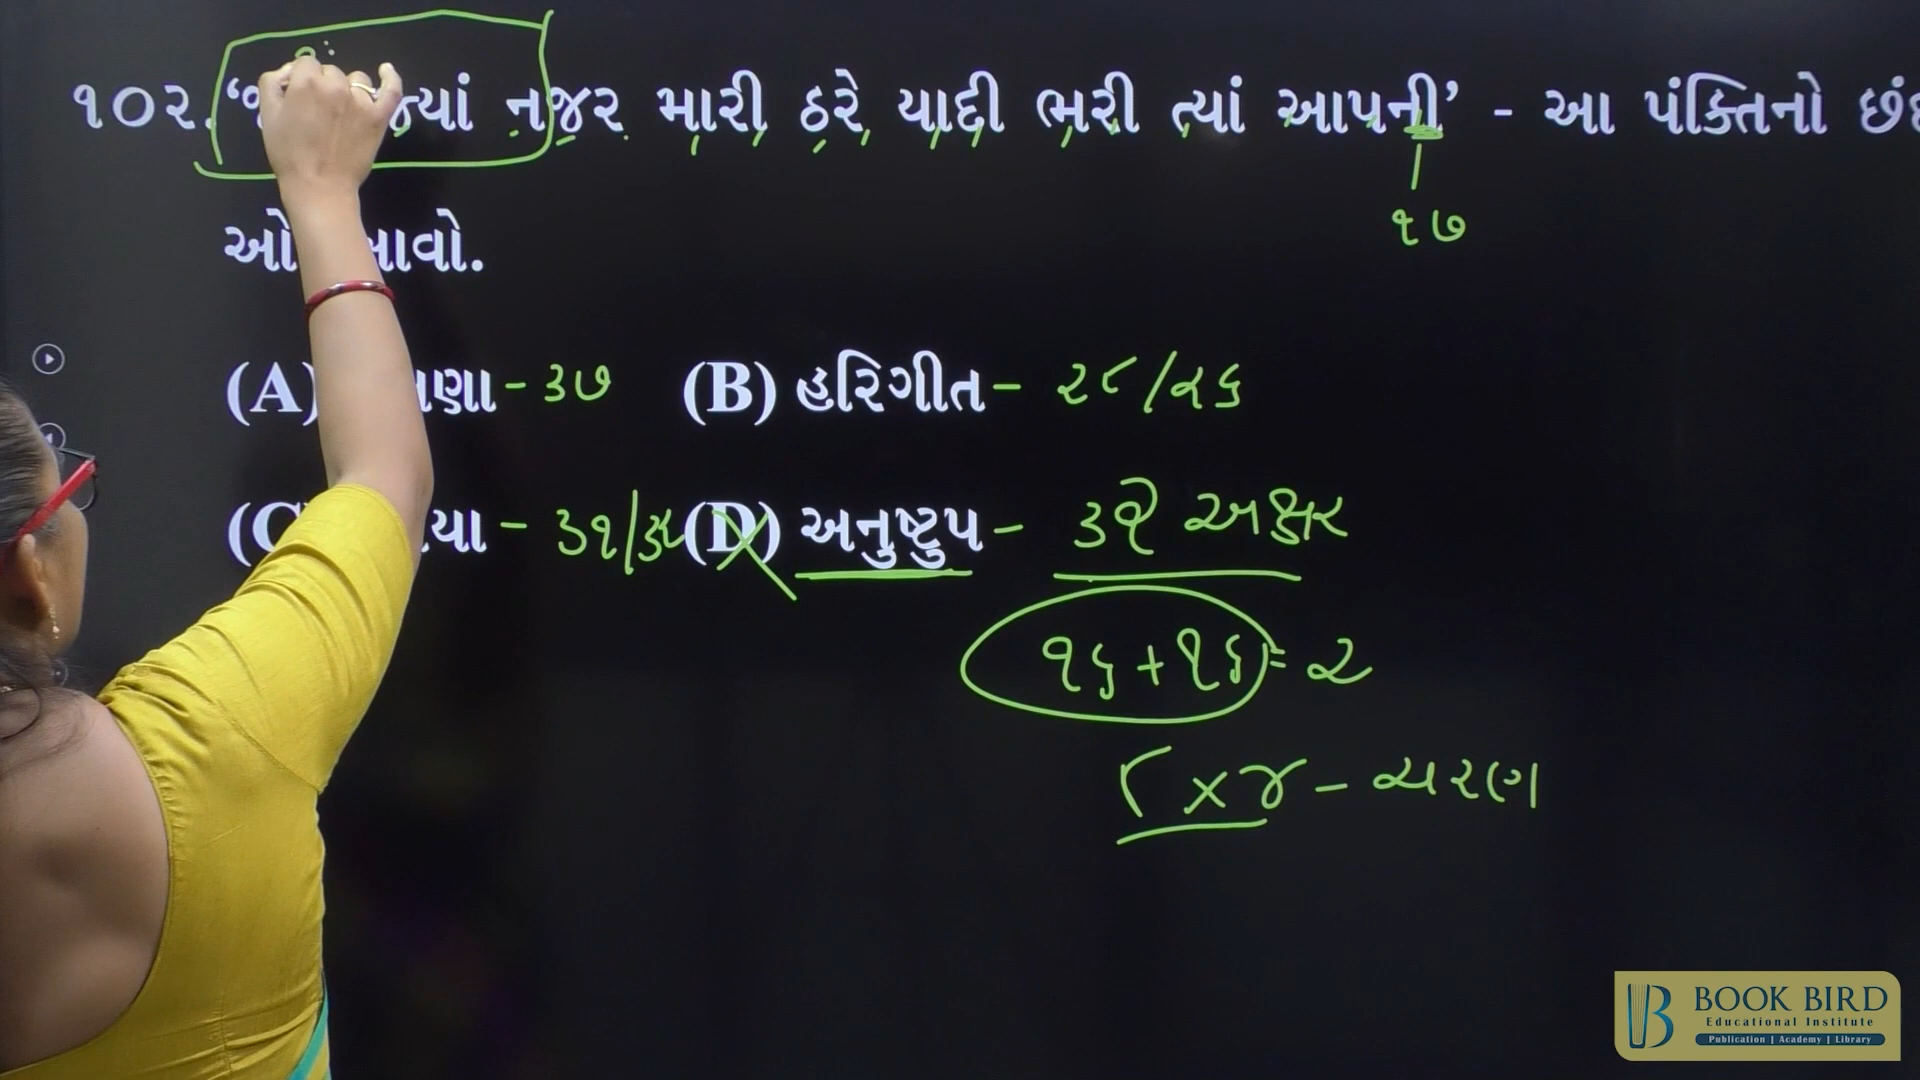 ૧૦૨. નજર મારી ઠરે યાદી ભરી ત્યાં આપની’ - આ પંક્તિનો
૧૭
(A) - ૩૭ (B) હરિગીત - ૨૮/૨૬
(C - ૩૧/૩૦ (D) અનુષ્ટુપ - ૩૨ અક્ષર
૧૬+૧૬ = ૨
૮ x ૪ - ચરણ
BOOK BIRD
Educational Institute
Publication | Academy | Library